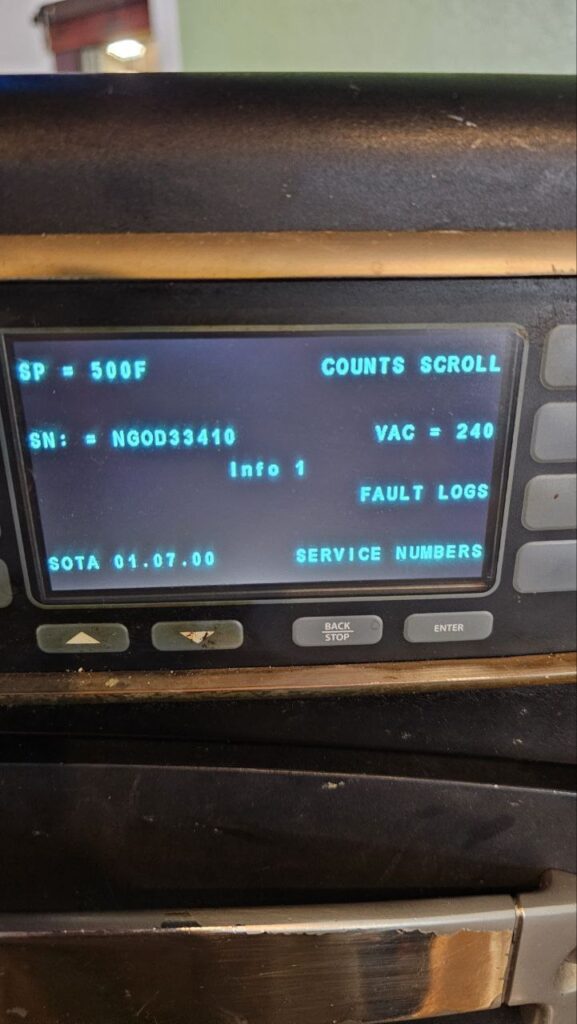 SP = 500F
COUNTS SCROLL
SN: = NGOD33410
VAC = 240
Info 1
FAULT LOGS
SOTA 01.07.00
SERVICE NUMBERS
BACK
STOP
ENTER